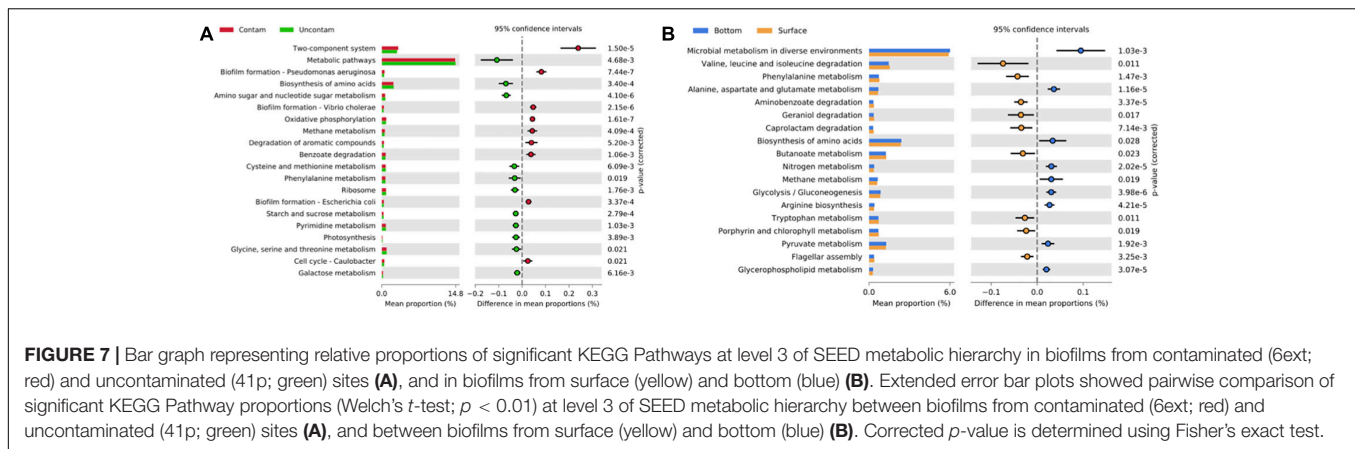 A
Contam Uncontam
95% confidence intervals
Two-component system 1.50e-5
Metabolic pathways 4.68e-3
Biofilm formation - Pseudomonas aeruginosa 7.44e-7
Biosynthesis of amino acids 3.40e-4
Amino sugar and nucleotide sugar metabolism 4.10e-6
Biofilm formation - Vibrio cholerae 2.15e-6
Oxidative phosphorylation 1.61e-7
Methane metabolism 4.09e-4
Degradation of aromatic compounds 5.20e-3
Benzoate degradation 1.06e-3
Cysteine and methionine metabolism 6.09e-3
Phenylalanine metabolism 0.019
Ribosome 1.76e-3
Biofilm formation - Escherichia coli 3.37e-4
Starch and sucrose metabolism 2.79e-4
Pyrimidine metabolism 1.03e-3
Photosynthesis 3.89e-3
Glycine, serine and threonine metabolism 0.021
Cell cycle - Caulobacter 0.021
Galactose metabolism 6.16e-3
p-value (corrected)
0.0 14.8 −0.2 −0.1 0.0 0.1 0.2 0.3
Mean proportion (%) Difference in mean proportions (%)
B
Bottom Surface
95% confidence intervals
Microbial metabolism in diverse environments 1.03e-3
Valine, leucine and isoleucine degradation 0.011
Phenylalanine metabolism 1.47e-3
Alanine, aspartate and glutamate metabolism 1.16e-5
Aminobenzoate degradation 3.37e-5
Geraniol degradation 0.017
Caprolactam degradation 7.14e-3
Biosynthesis of amino acids 0.028
Butanoate metabolism 0.023
Nitrogen metabolism 2.02e-5
Methane metabolism 0.019
Glycolysis / Gluconeogenesis 3.98e-6
Arginine biosynthesis 4.21e-5
Tryptophan metabolism 0.011
Porphyrin and chlorophyll metabolism 0.019
Pyruvate metabolism 1.92e-3
Flagellar assembly 3.25e-3
Glycerophospholipid metabolism 3.07e-5
p-value (corrected)
0.0 6.0 −0.1 0.0 0.1
Mean proportion (%) Difference in mean proportions (%)
FIGURE 7 | Bar graph representing relative proportions of significant KEGG Pathways at level 3 of SEED metabolic hierarchy in biofilms from contaminated (6ext;
red) and uncontaminated (41p; green) sites (A), and in biofilms from surface (yellow) and bottom (blue) (B). Extended error bar plots showed pairwise comparison of
significant KEGG Pathway proportions (Welch's t-test; p < 0.01) at level 3 of SEED metabolic hierarchy between biofilms from contaminated (6ext; red) and
uncontaminated (41p; green) sites (A), and between biofilms from surface (yellow) and bottom (blue) (B). Corrected p-value is determined using Fisher's exact test.